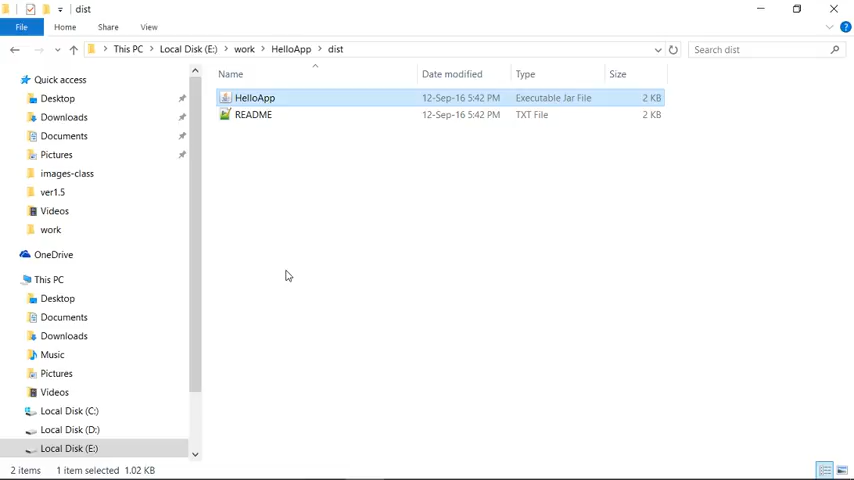 dist
File Home Share View
This PC Local Disk (E:) work HelloApp dist Search dist
Quick access Name Date modified Type Size
Desktop HelloApp 12-Sep-16 5:42 PM Executable Jar File 2 KB
Downloads README 12-Sep-16 5:42 PM TXT File 2 KB
Documents
Pictures
images-class
ver1.5
Videos
work
OneDrive
This PC
Desktop
Documents
Downloads
Music
Pictures
Videos
Local Disk (C:)
Local Disk (D:)
Local Disk (E:)
2 items 1 item selected 1.02 KB